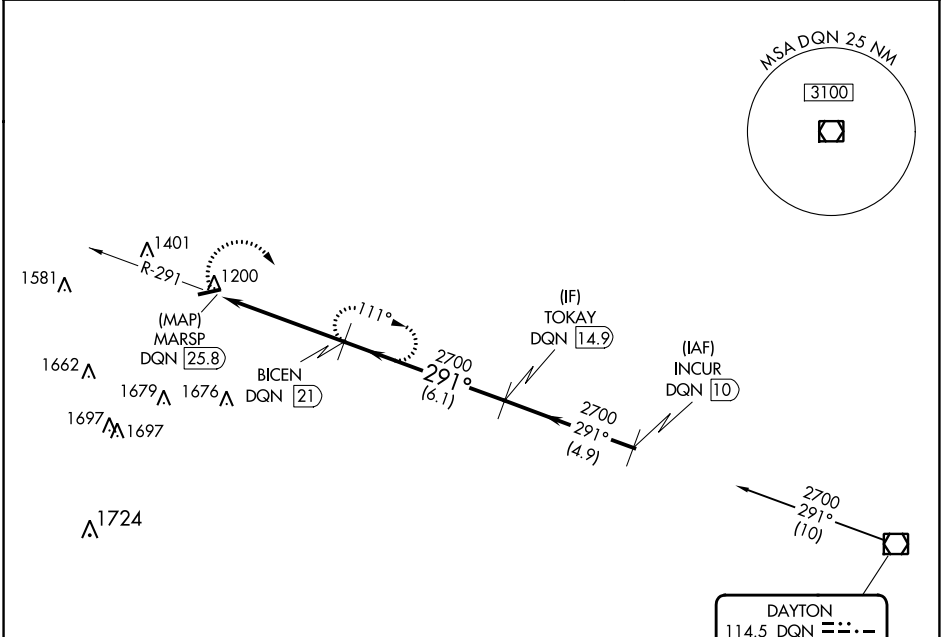 MSA DQN 25 NM
3100
1401
R-291
1581
1200
(MAP)
MARSP
DQN 25.8
111°
(IF)
TOKAY
DQN 14.9
(IAF)
INCUR
DQN 10
BICEN
DQN 21
2700
291°
(6.1)
1662
1679
1676
1697
1697
2700
291°
(4.9)
1724
2700
291°
(10)
DAYTON
114.5 DQN